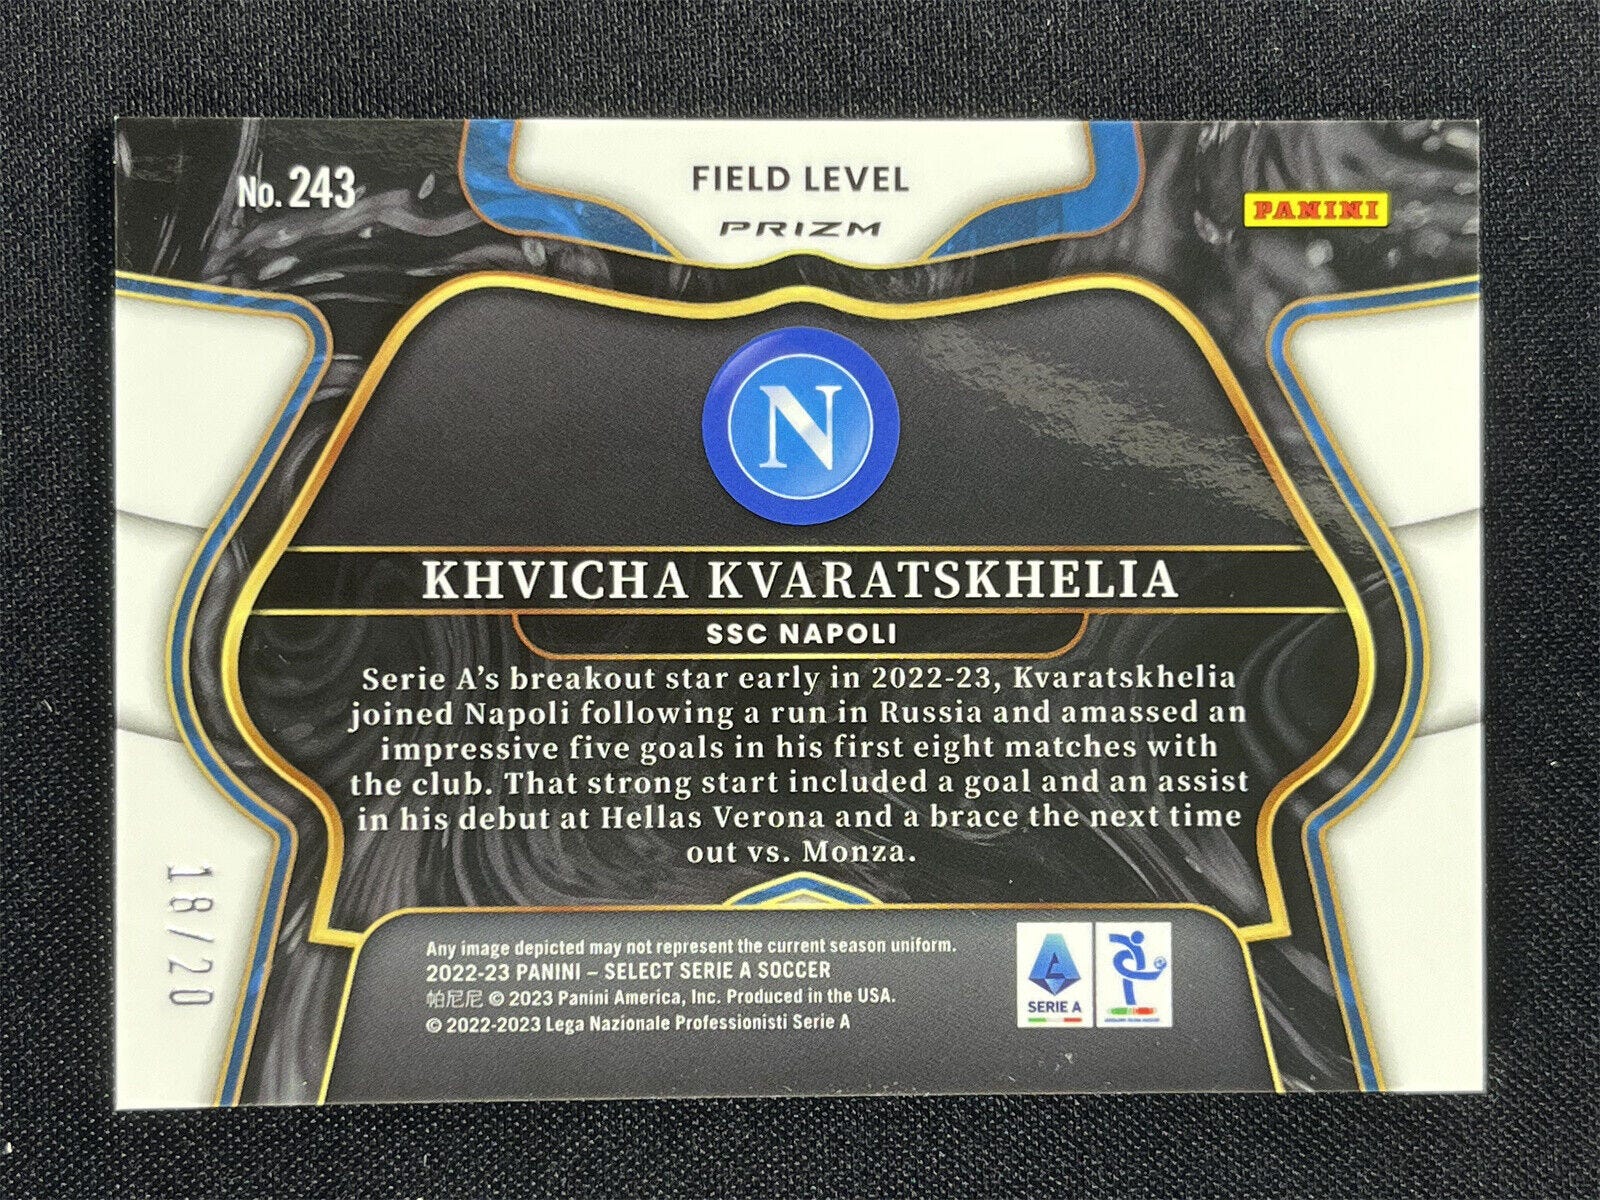 No. 243
FIELD LEVEL
PRIZM
PANINI
N
KHVICHA KVARATSKHELIA
SSC NAPOLI
Serie A's breakout star early in 2022-23, Kvaratskhelia
joined Napoli following a run in Russia and amassed an
impressive five goals in his first eight matches with
the club. That strong start included a goal and an assist
in his debut at Hellas Verona and a brace the next time
out vs. Monza.
18/20
Any image depicted may not represent the current season uniform.
2022-23 PANINI – SELECT SERIE A SOCCER
帕尼尼 © 2023 Panini America, Inc. Produced in the USA.
© 2022-2023 Lega Nazionale Professionisti Serie A
SERIE A